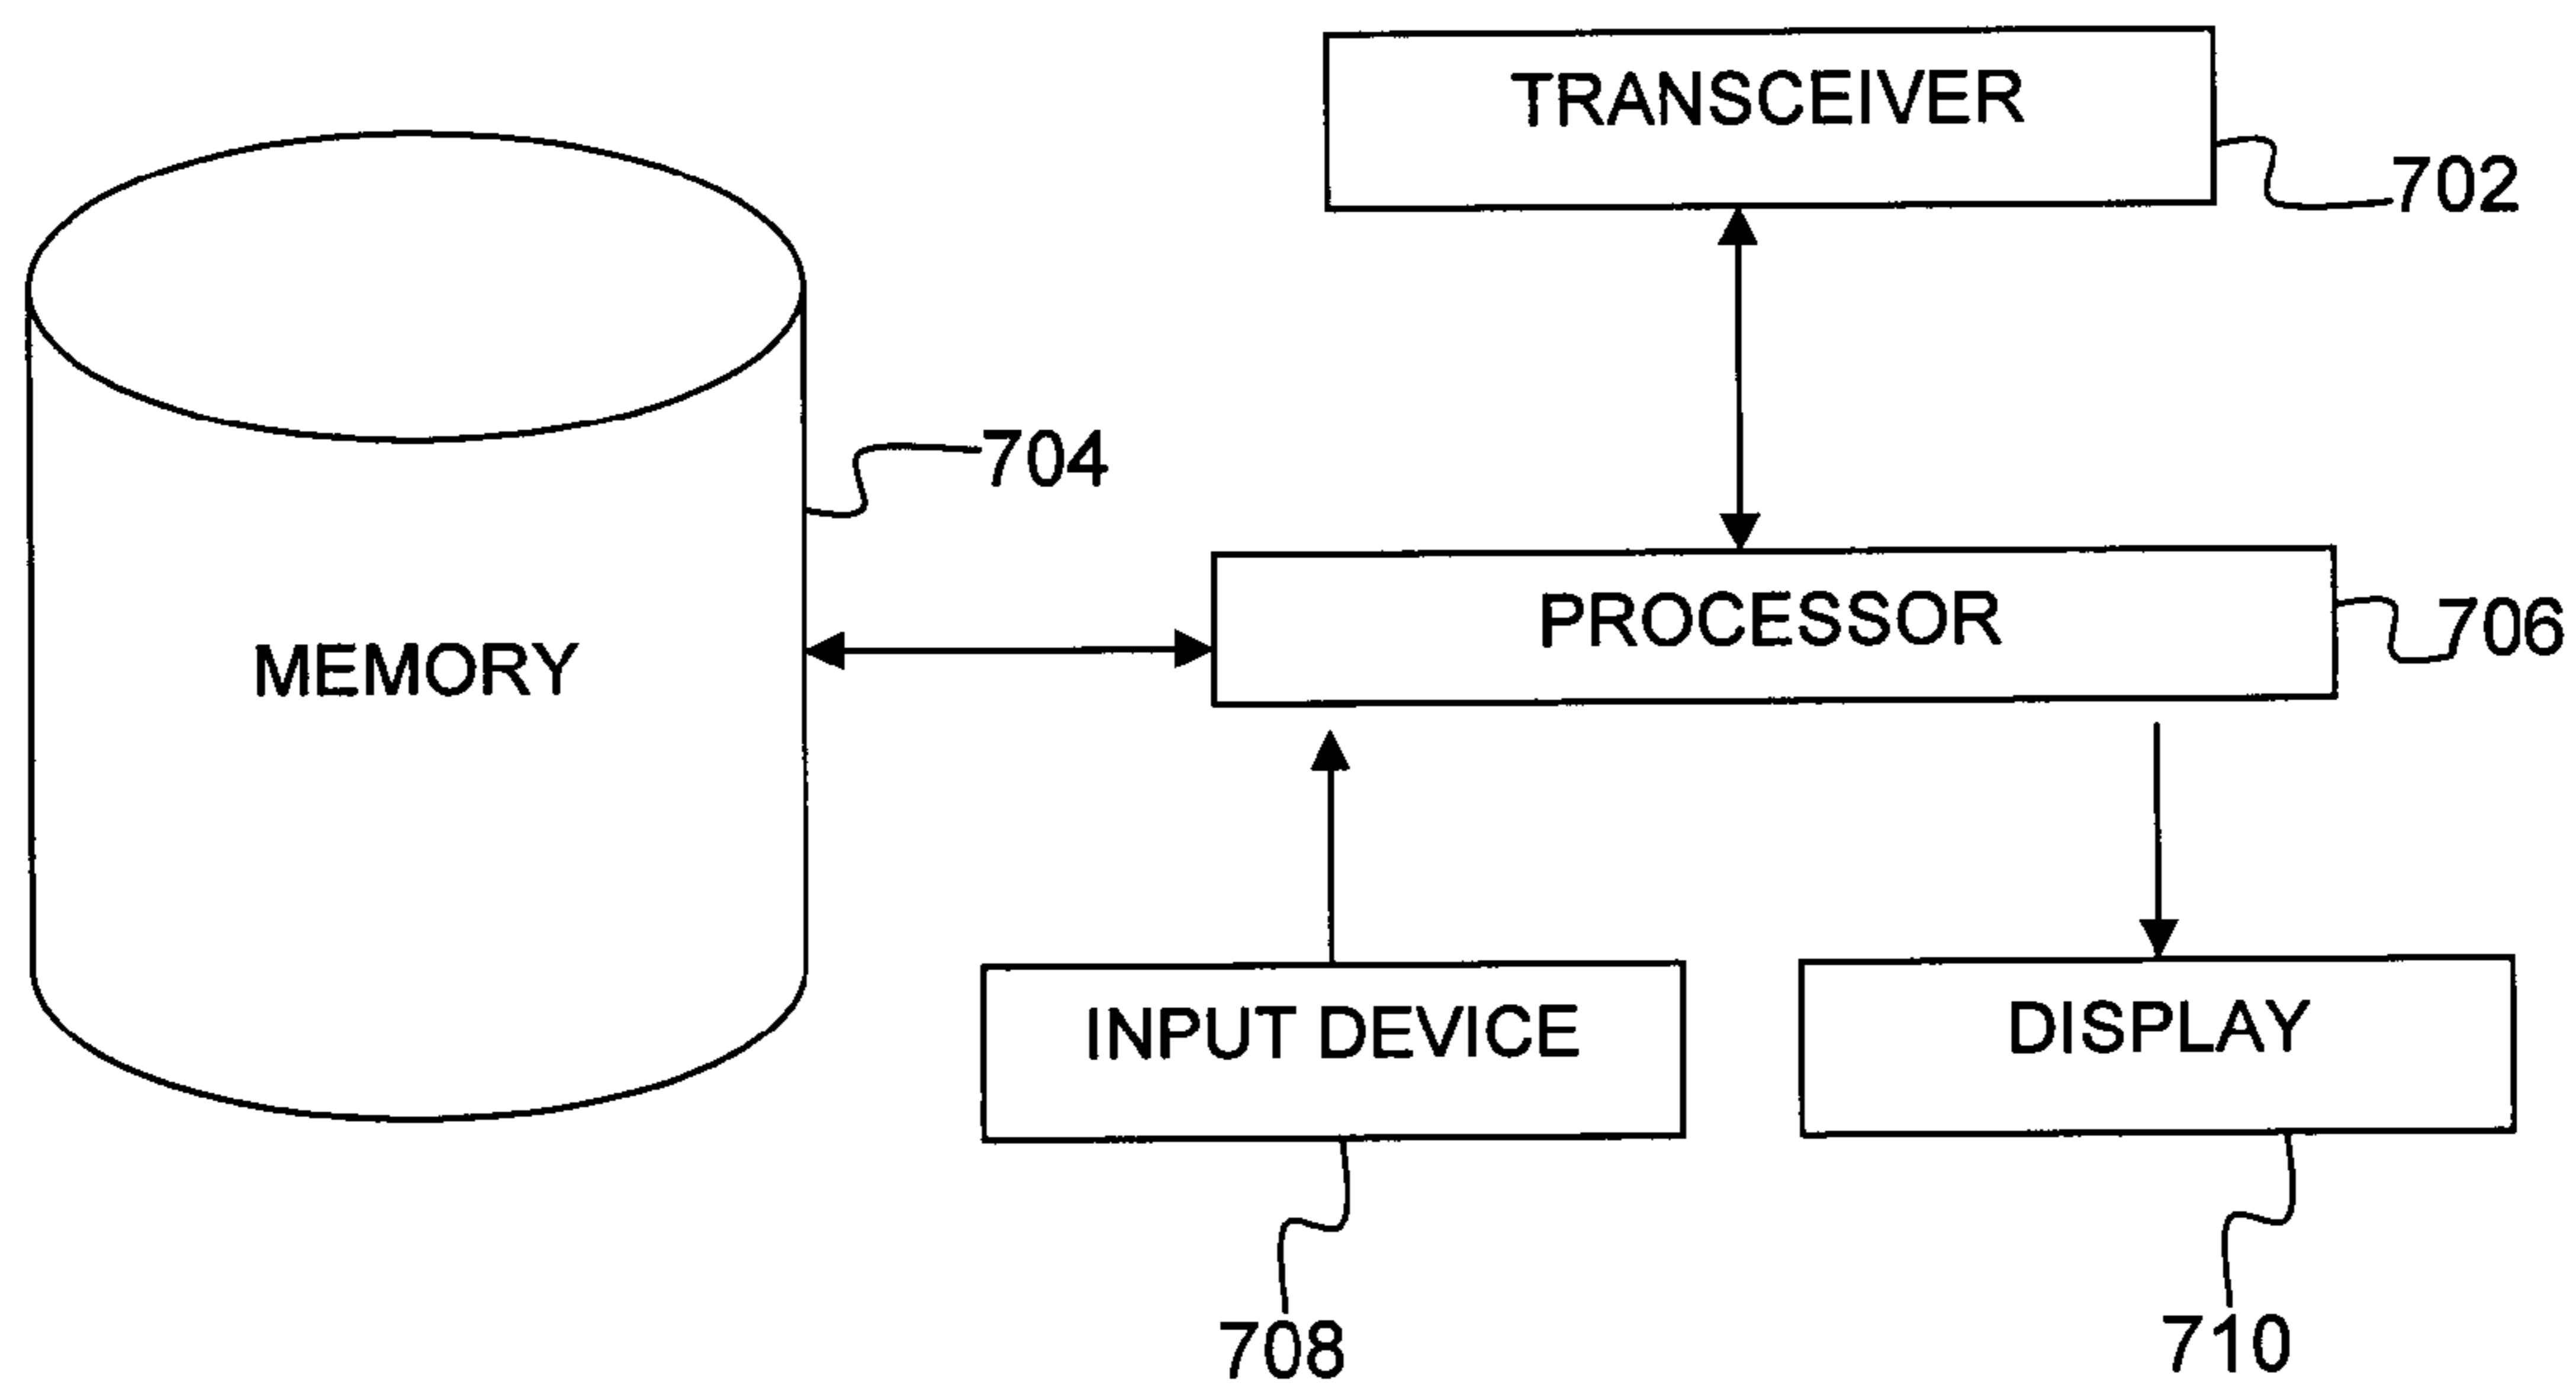 TRANSCEIVER
702
704
PROCESSOR
706
MEMORY
INPUT DEVICE
DISPLAY
708
710